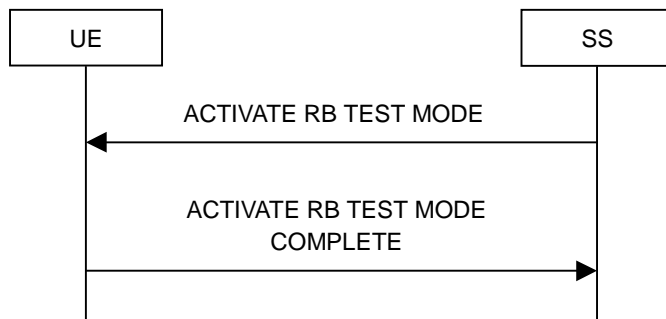 UE
SS
ACTIVATE RB TEST MODE
ACTIVATE RB TEST MODE
COMPLETE